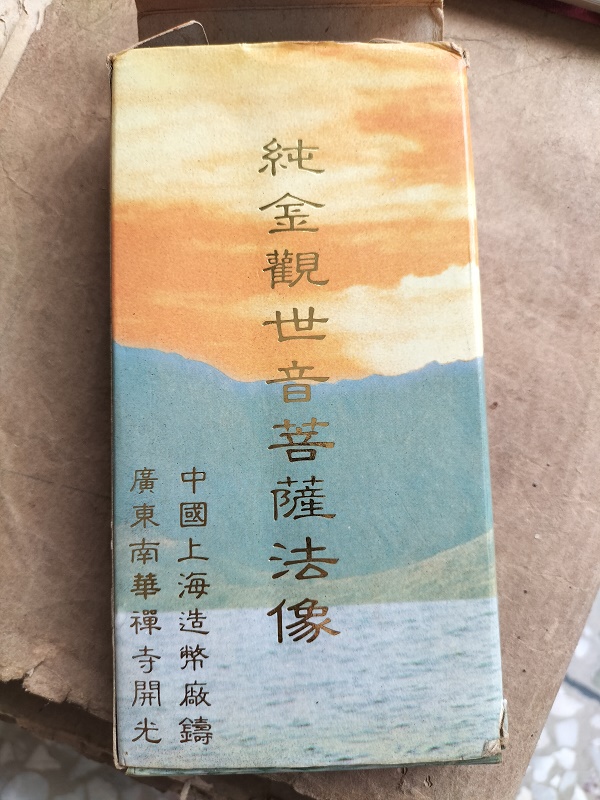 純金觀世音菩薩法像
中國上海造幣廠鑄
廣東南華禪寺開光